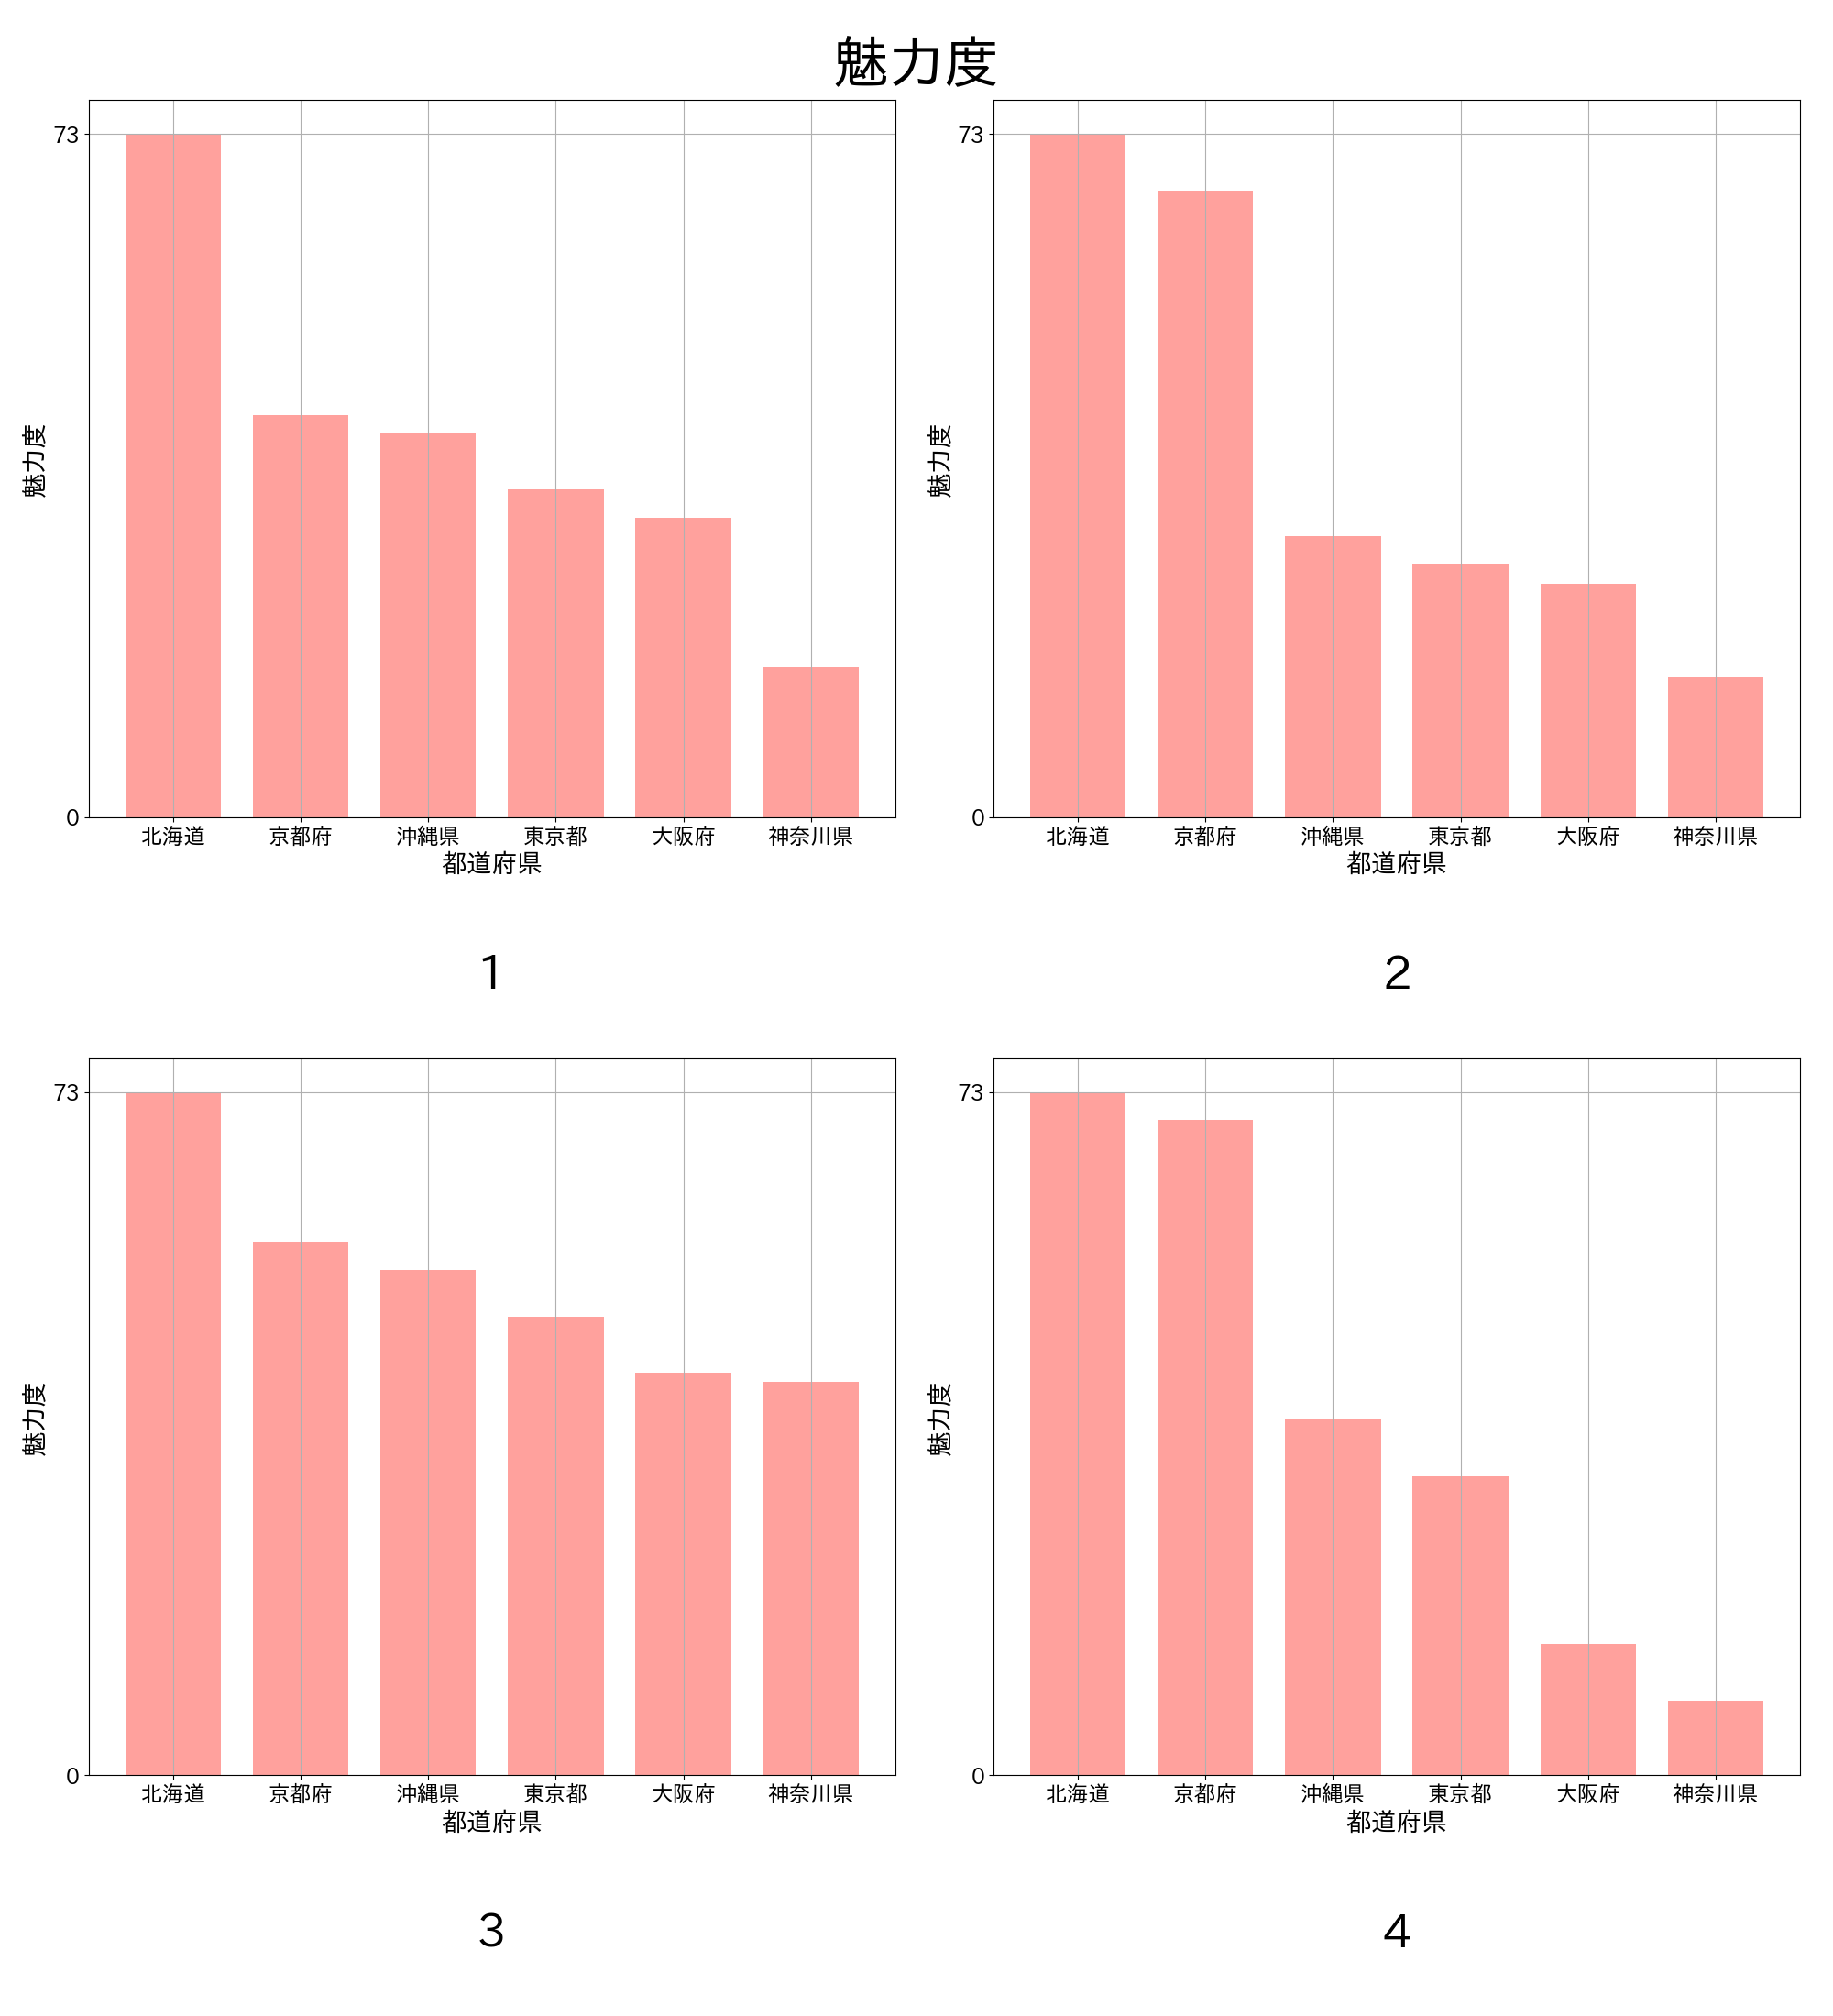 魅力度
73
0
魅力度
北海道 京都府 沖縄県 東京都 大阪府 神奈川県
都道府県
1
73
0
魅力度
北海道 京都府 沖縄県 東京都 大阪府 神奈川県
都道府県
2
73
0
魅力度
北海道 京都府 沖縄県 東京都 大阪府 神奈川県
都道府県
3
73
0
魅力度
北海道 京都府 沖縄県 東京都 大阪府 神奈川県
都道府県
4